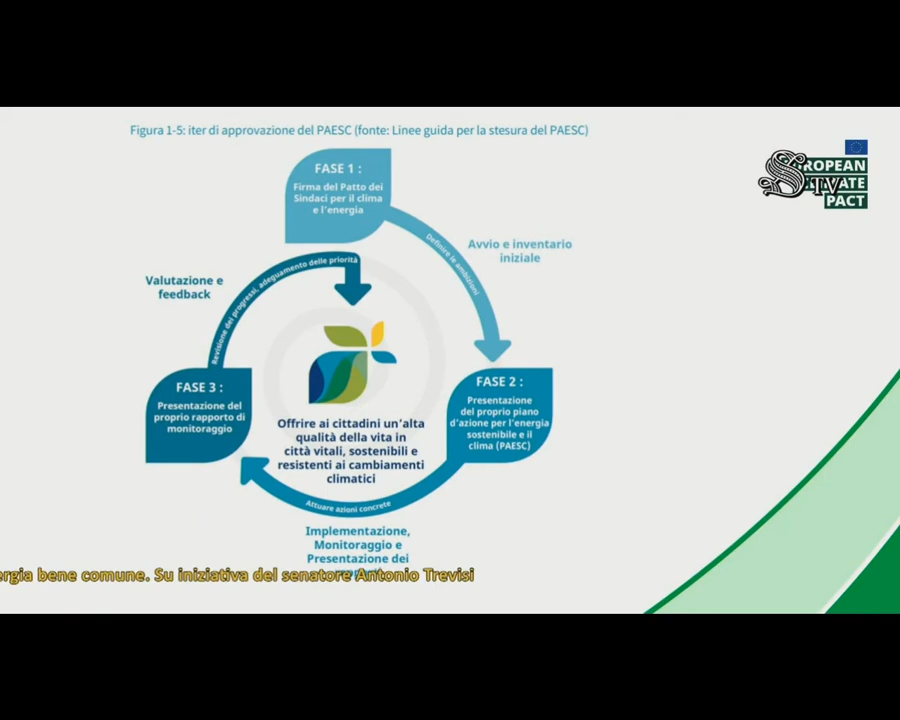 Figura 1-5: iter di approvazione del PAESC (fonte: Linee guida per la stesura del PAESC)
FASE 1 :
Firma del Patto dei
Sindaci per il clima
e l'energia
Definire le ambizioni
Avvio e inventario
iniziale
FASE 2 :
Presentazione
del proprio piano
d'azione per l'energia
sostenibile e il
clima (PAESC)
Attuare azioni concrete
Implementazione,
Monitoraggio e
Presentazione dei
FASE 3 :
Presentazione del
proprio rapporto di
monitoraggio
Revisione dei progressi, adeguamento delle priorità
Valutazione e
feedback
Offrire ai cittadini un'alta
qualità della vita in
città vitali, sostenibili e
resistenti ai cambiamenti
climatici
ROPEAN
ATE
PACT
S TV
ergia bene comune. Su iniziativa del senatore Antonio Trevisi